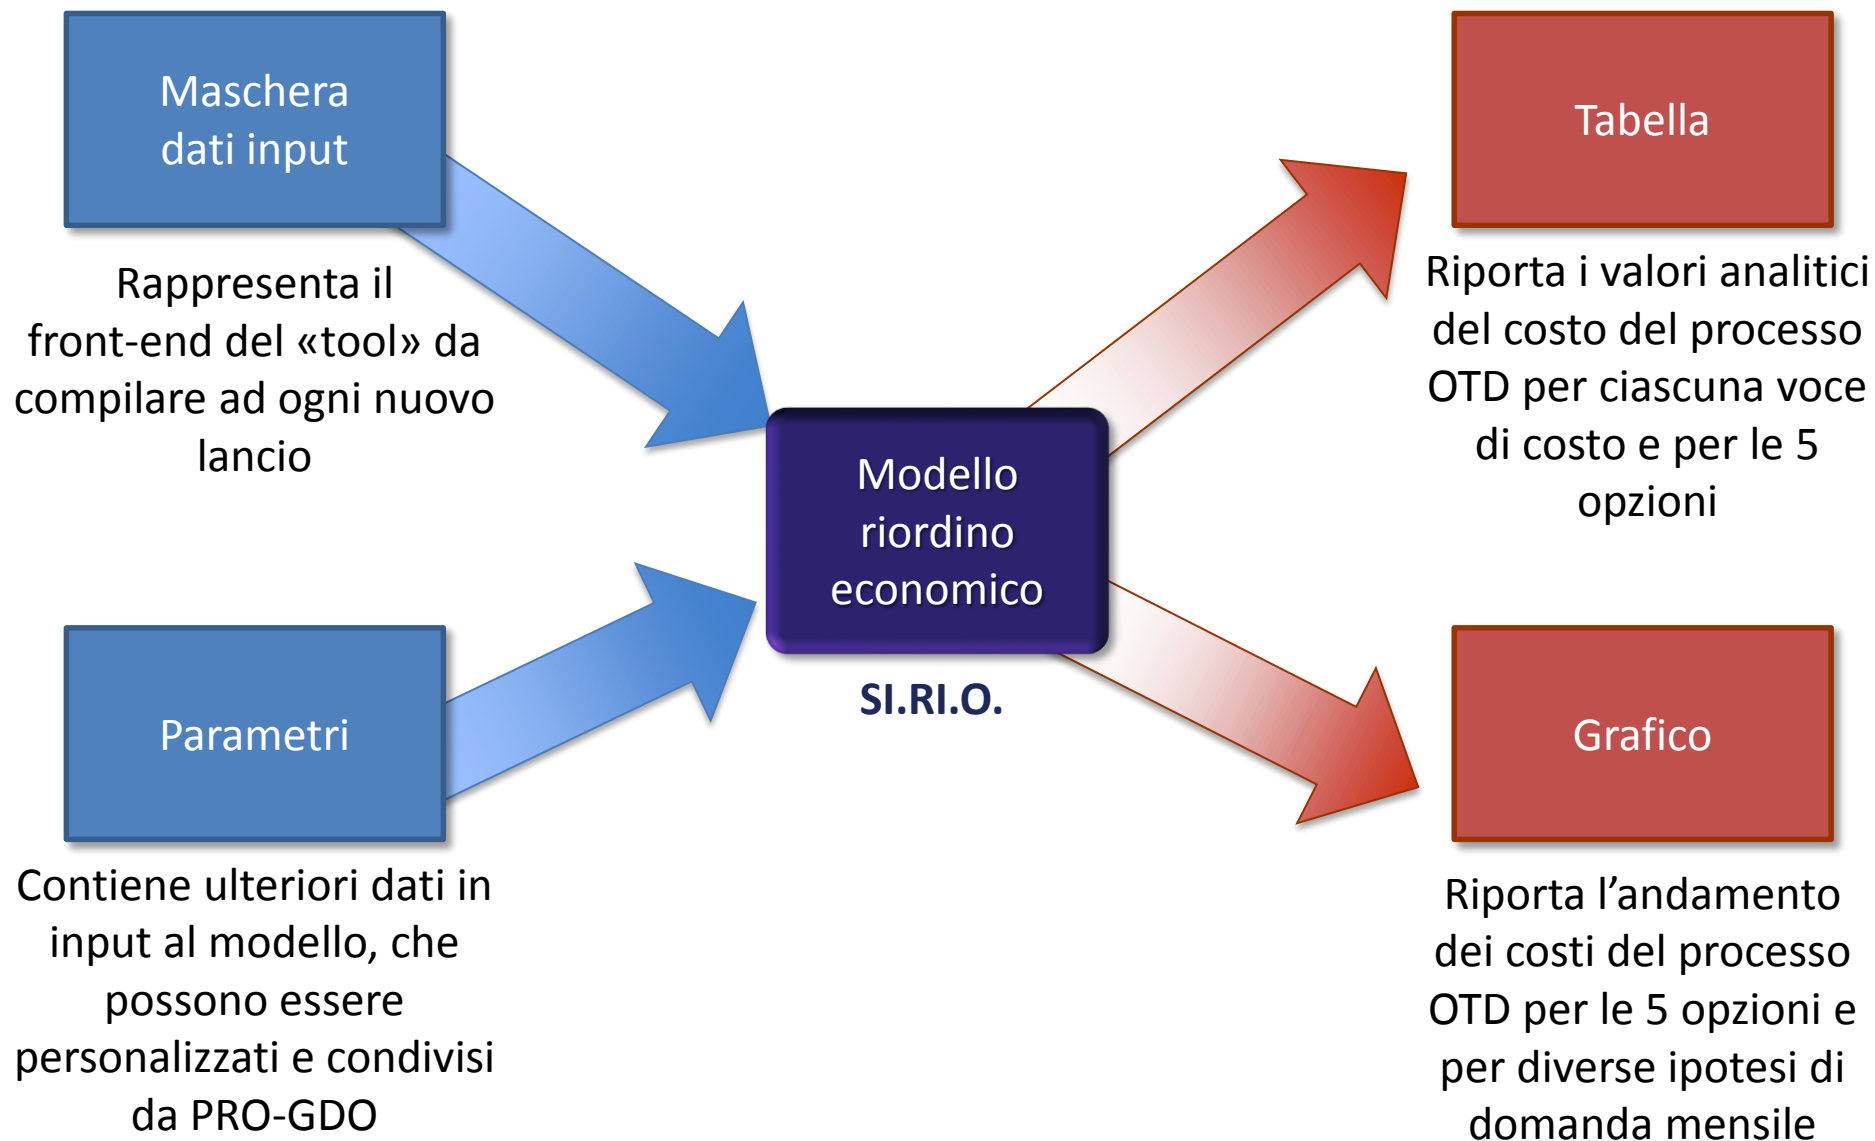 Maschera
dati input
Rappresenta il
front-end del «tool» da
compilare ad ogni nuovo
lancio
Parametri
Contiene ulteriori dati in
input al modello, che
possono essere
personalizzati e condivisi
da PRO-GDO
Modello
riordino
economico
SI.RI.O.
Tabella
Riporta i valori analitici
del costo del processo
OTD per ciascuna voce
di costo e per le 5
opzioni
Grafico
Riporta l’andamento
dei costi del processo
OTD per le 5 opzioni e
per diverse ipotesi di
domanda mensile